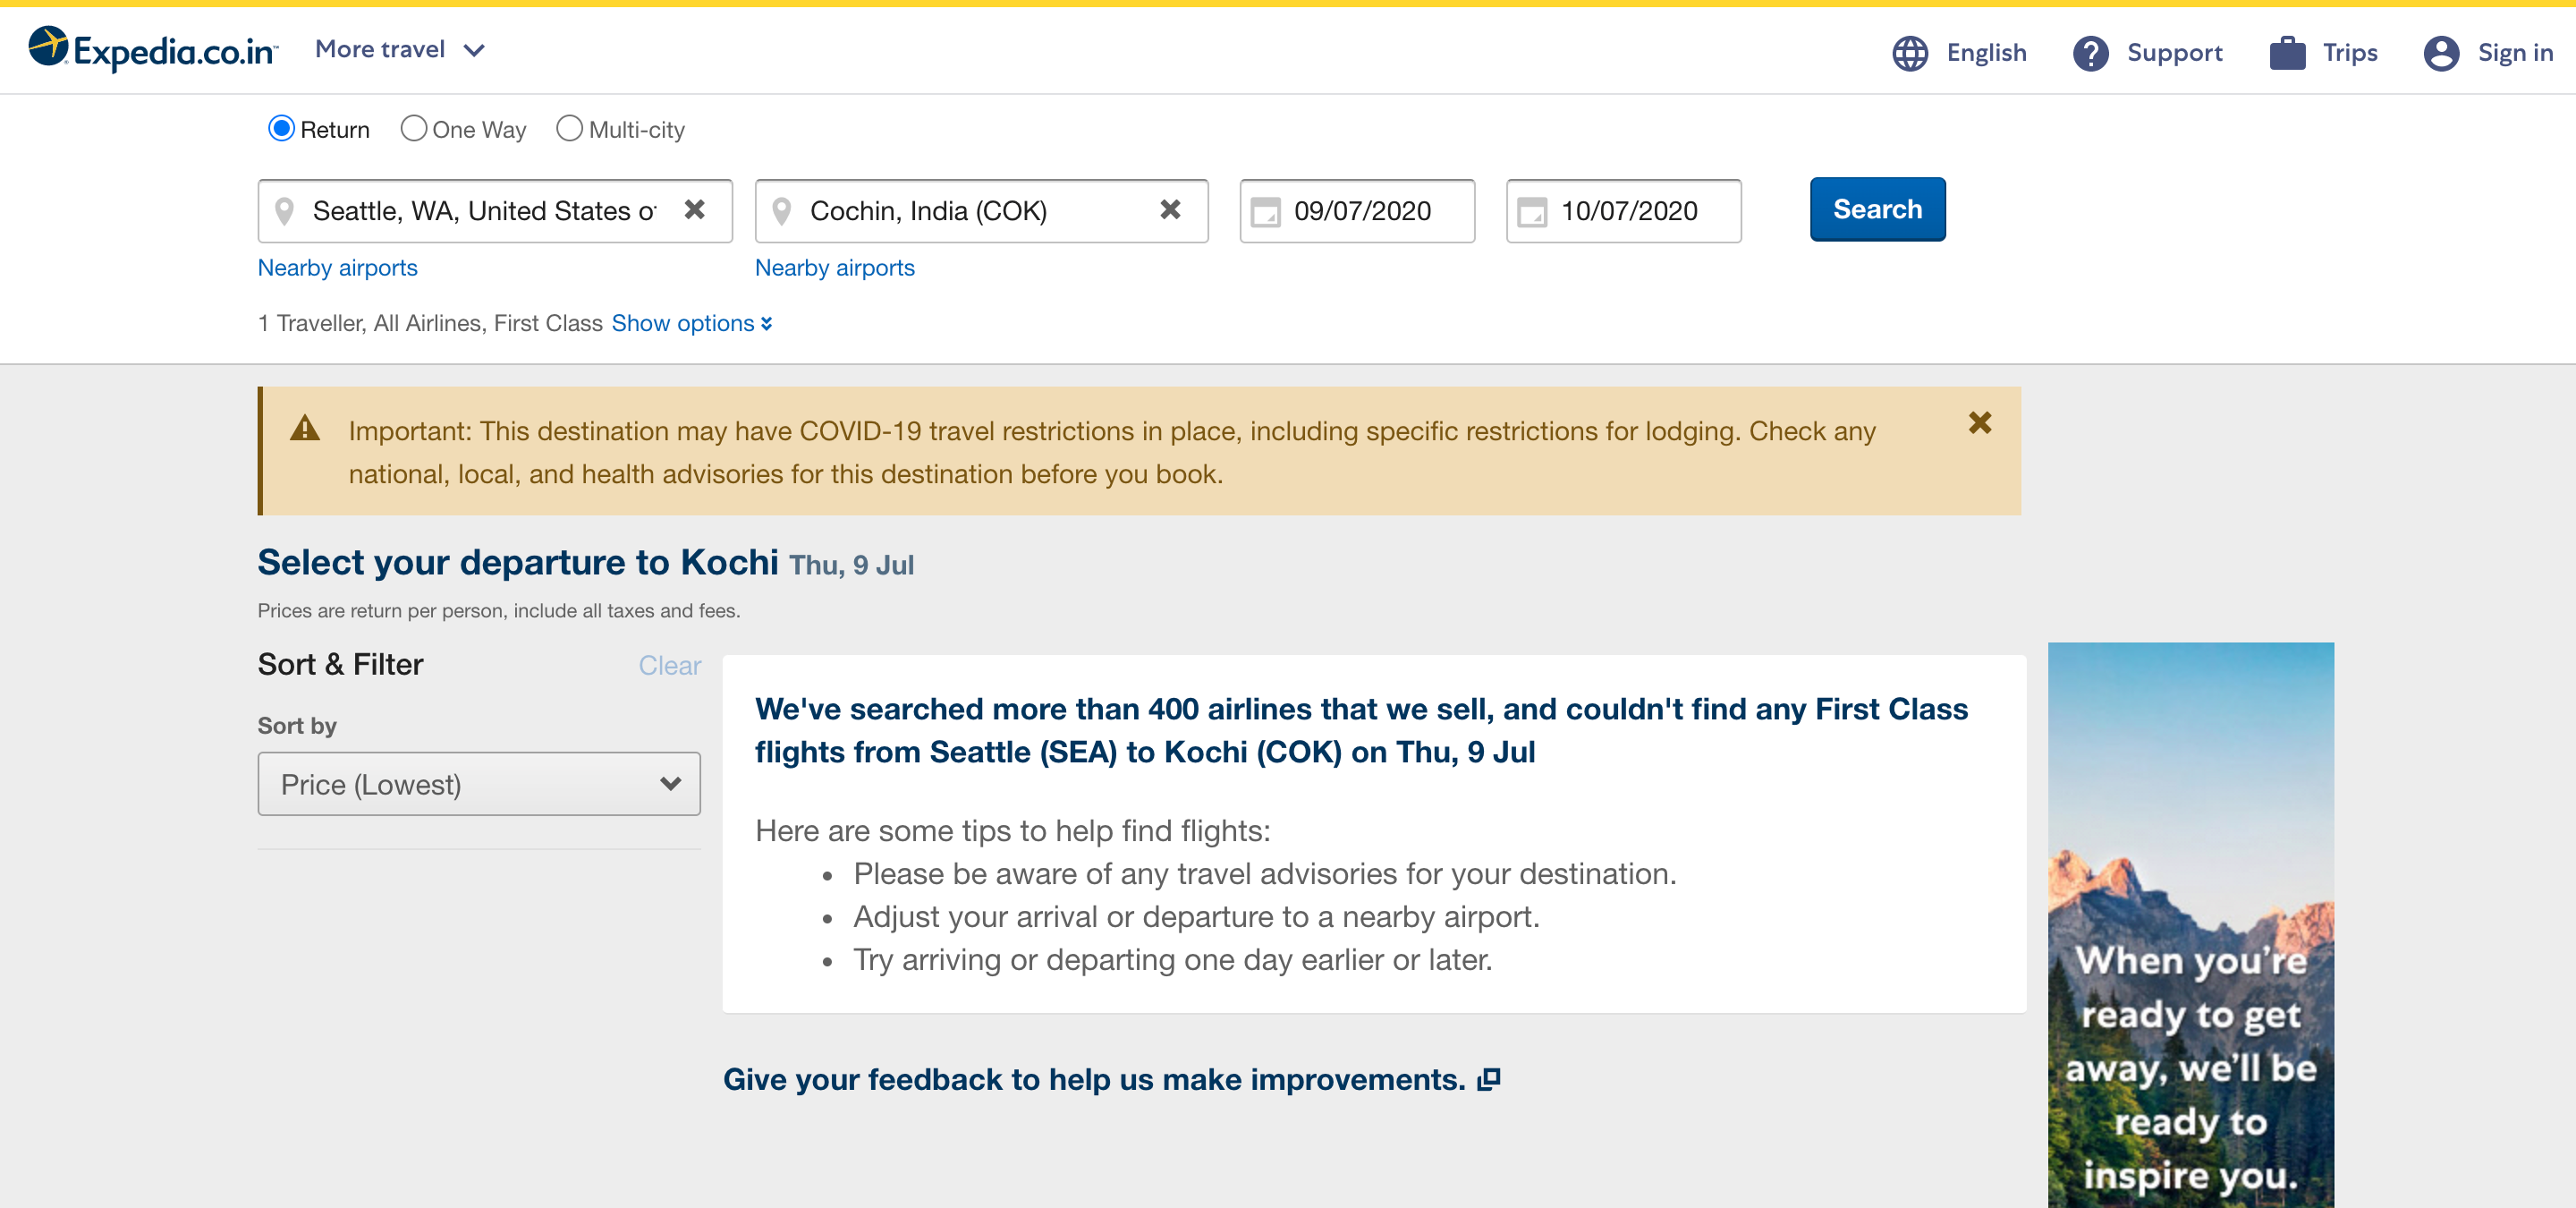 Expedia.co.in™
More travel
English
Support
Trips
Sign in
Return
One Way
Multi-city
Seattle, WA, United States o
Cochin, India (COK)
09/07/2020
10/07/2020
Search
Nearby airports
Nearby airports
1 Traveller, All Airlines, First Class Show options
Important: This destination may have COVID-19 travel restrictions in place, including specific restrictions for lodging. Check any
national, local, and health advisories for this destination before you book.
Select your departure to Kochi Thu, 9 Jul
Prices are return per person, include all taxes and fees.
Sort & Filter
Clear
Sort by
Price (Lowest)
We've searched more than 400 airlines that we sell, and couldn't find any First Class
flights from Seattle (SEA) to Kochi (COK) on Thu, 9 Jul
Here are some tips to help find flights:
• Please be aware of any travel advisories for your destination.
• Adjust your arrival or departure to a nearby airport.
• Try arriving or departing one day earlier or later.
Give your feedback to help us make improvements.
When you're
ready to get
away, we'll be
ready to
inspire you.